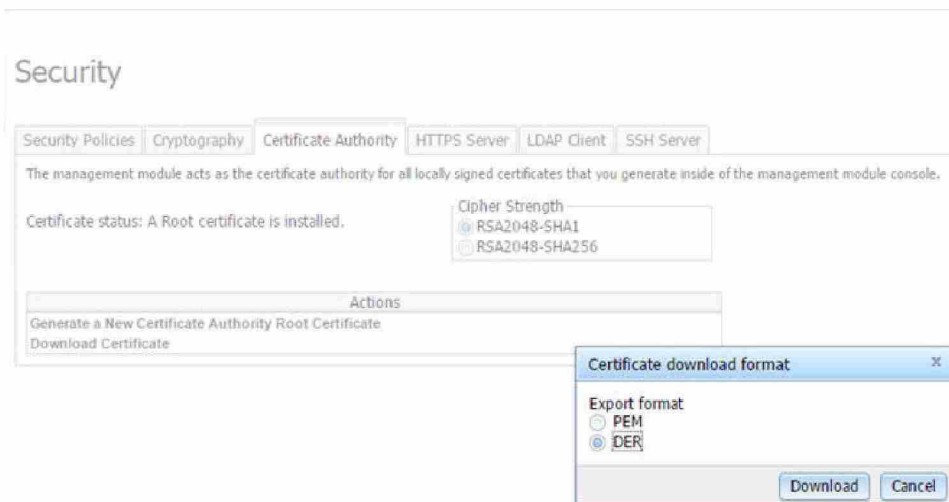 Security
Security Policies Cryptography Certificate Authority HTTPS Server LDAP Client SSH Server
The management module acts as the certificate authority for all locally signed certificates that you generate inside of the management module console.
Certificate status: A Root certificate is installed.
Cipher Strength
RSA2048-SHA1
RSA2048-SHA256
Actions
Generate a New Certificate Authority Root Certificate
Download Certificate
Certificate download format x
Export format
PEM
DER
Download Cancel